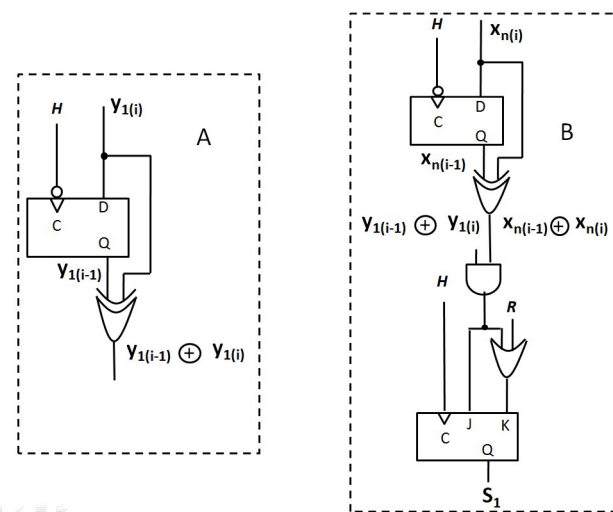 H
y1(i)
A
C
D
Q
y1(i-1)
y1(i-1) ⊕ y1(i)
H
xn(i)
C
D
Q
B
xn(i-1)
y1(i-1) ⊕ y1(i)
xn(i-1) ⊕ xn(i)
H
R
C
J
K
Q
S1